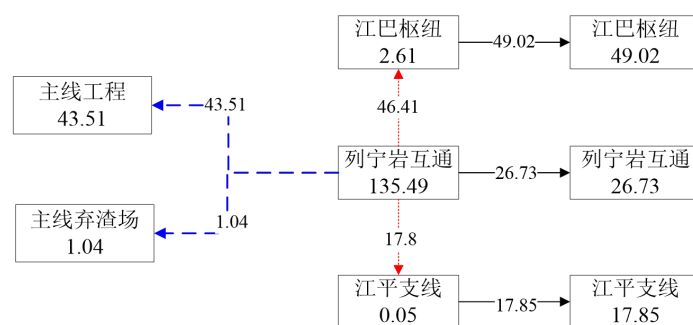 江巴枢纽
2.61
49.02
江巴枢纽
49.02
主线工程
43.51
43.51
46.41
列宁岩互通
135.49
26.73
列宁岩互通
26.73
主线弃渣场
1.04
1.04
17.8
江平支线
0.05
17.85
江平支线
17.85